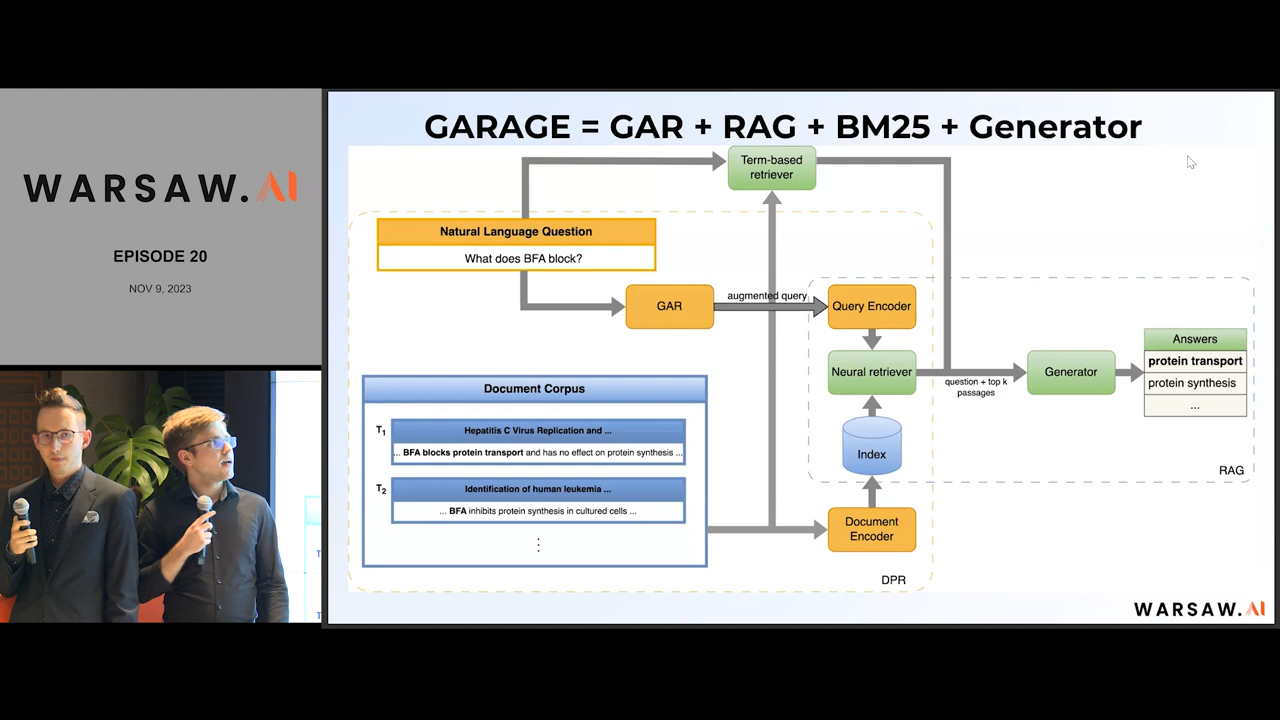 WARSAW.AI
EPISODE 20
NOV 9, 2023
GARAGE = GAR + RAG + BM25 + Generator
Term-based
retriever
Natural Language Question
What does BFA block?
GAR
augmented query
Query Encoder
Neural retriever
question + top k
passages
Generator
Answers
protein transport
protein synthesis
...
Document Corpus
T1
Hepatitis C Virus Replication and ...
... BFA blocks protein transport and has no effect on protein synthesis ...
T2
Identification of human leukemia ...
... BFA inhibits protein synthesis in cultured cells ...
Index
RAG
Document
Encoder
DPR
WARSAW.AI